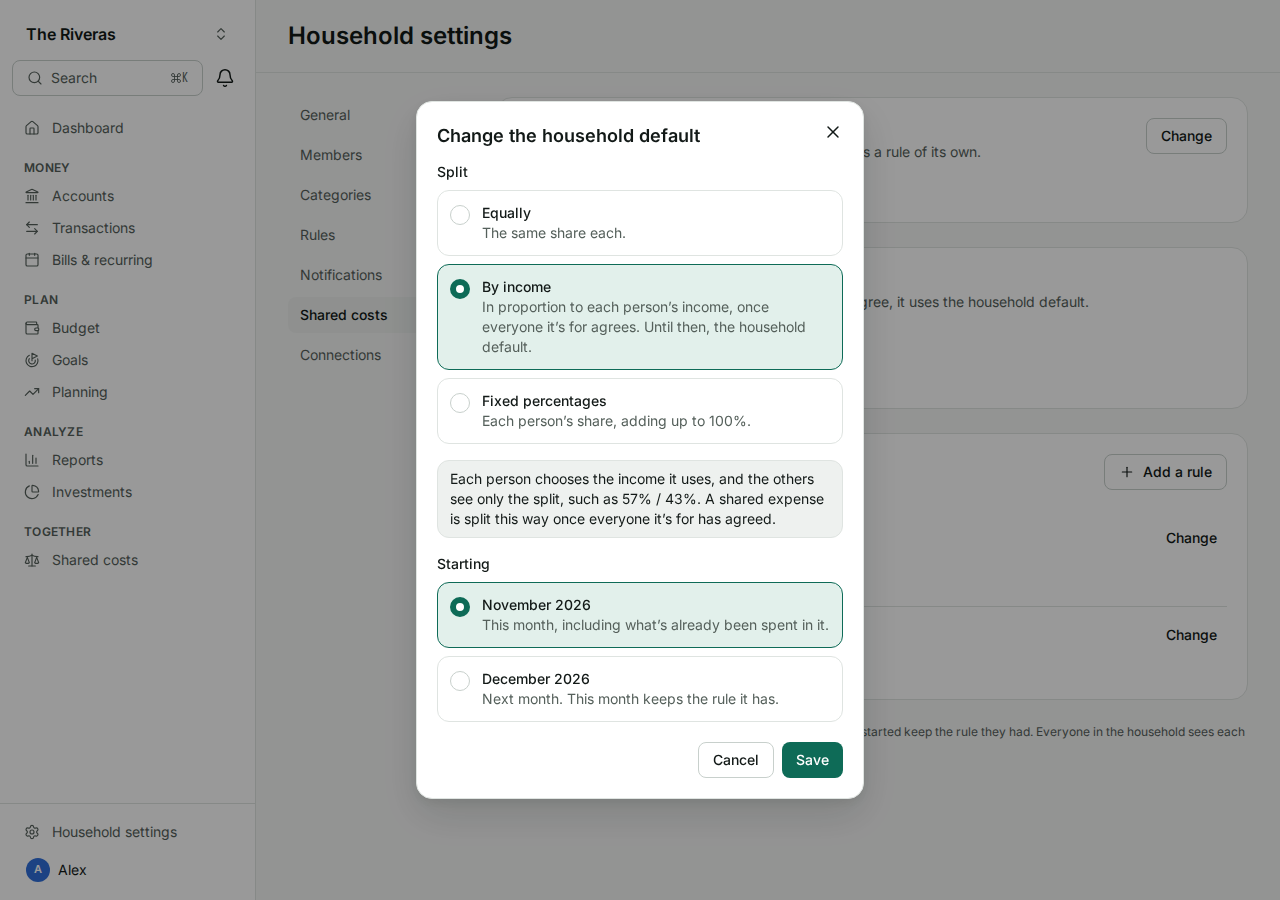 The Riveras
Search
⌘K
Dashboard
MONEY
Accounts
Transactions
Bills & recurring
PLAN
Budget
Goals
Planning
ANALYZE
Reports
Investments
TOGETHER
Shared costs
Household settings
A
Alex
Household settings
General
Members
Categories
Rules
Notifications
Shared costs
Connections
s a rule of its own.
Change
gree, it uses the household default.
Add a rule
Change
Change
started keep the rule they had. Everyone in the household sees each
Change the household default
Split
Equally
The same share each.
By income
In proportion to each person’s income, once
everyone it’s for agrees. Until then, the household
default.
Fixed percentages
Each person’s share, adding up to 100%.
Each person chooses the income it uses, and the others
see only the split, such as 57% / 43%. A shared expense
is split this way once everyone it’s for has agreed.
Starting
November 2026
This month, including what’s already been spent in it.
December 2026
Next month. This month keeps the rule it has.
Cancel
Save